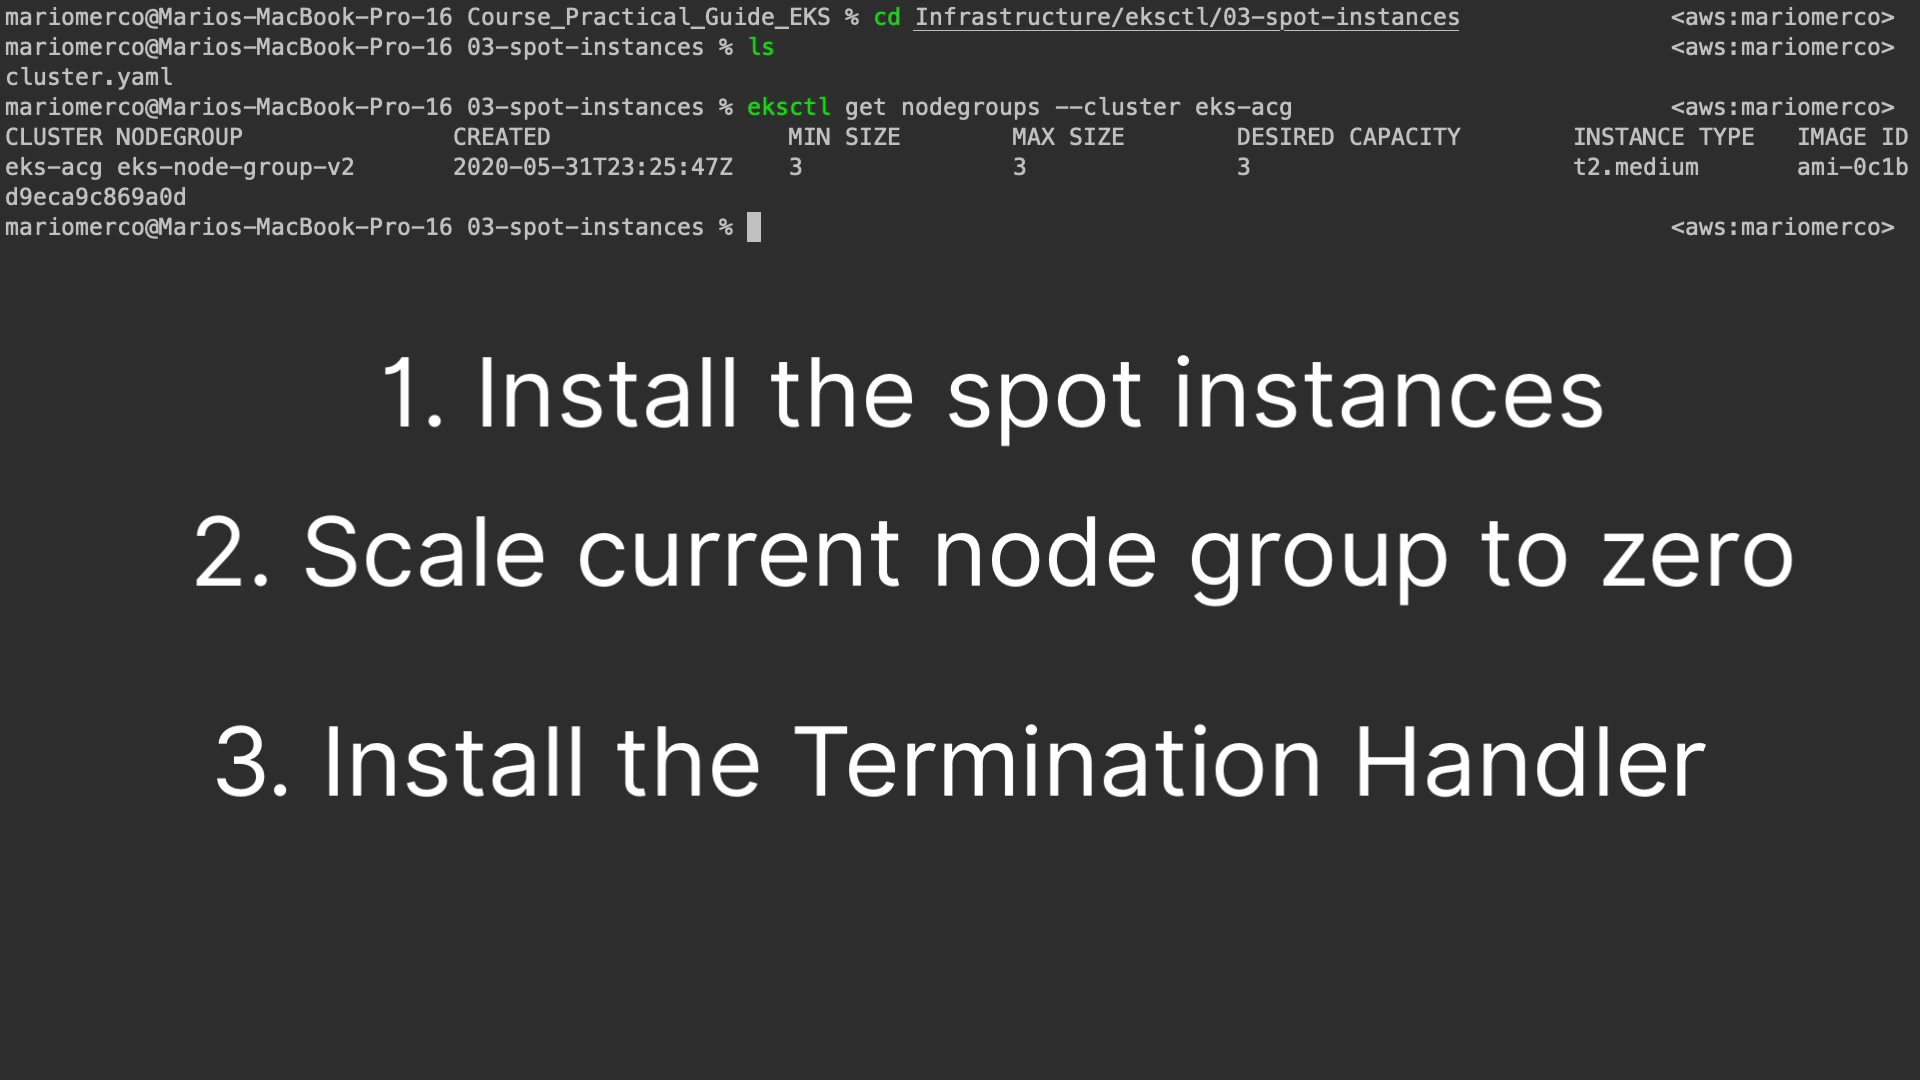 mariomerco@Marios-MacBook-Pro-16 Course_Practical_Guide_EKS % cd Infrastructure/eksctl/03-spot-instances <aws:mariomerco>
mariomerco@Marios-MacBook-Pro-16 03-spot-instances % ls <aws:mariomerco>
cluster.yaml
mariomerco@Marios-MacBook-Pro-16 03-spot-instances % eksctl get nodegroups --cluster eks-acg <aws:mariomerco>
CLUSTER NODEGROUP CREATED MIN SIZE MAX SIZE DESIRED CAPACITY INSTANCE TYPE IMAGE ID
eks-acg eks-node-group-v2 2020-05-31T23:25:47Z 3 3 3 t2.medium ami-0c1b
d9eca9c869a0d
mariomerco@Marios-MacBook-Pro-16 03-spot-instances % <aws:mariomerco>
1. Install the spot instances
2. Scale current node group to zero
3. Install the Termination Handler